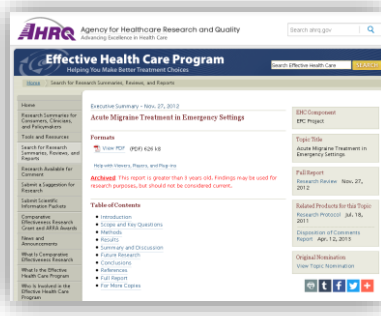 AHRQ Agency for Healthcare Research and Quality
Advancing Excellence in Health Care
Search ahrq.gov
Effective Health Care Program
Helping You Make Better Treatment Choices
Search Effective Health Care
SEARCH
Home
Search for Research Summaries, Reviews, and Reports
Home
Research Summaries for
Consumers, Clinicians,
and Policymakers
Tools and Resources
Search for Research
Summaries, Reviews, and
Reports
Research Available for
Comment
Submit a Suggestion for
Research
Submit Scientific
Information Packets
Comparative
Effectiveness Research
Grant and ARRA Awards
News and
Announcements
What Is Comparative
Effectiveness Research
What Is the Effective
Health Care Program
Who Is Involved in the
Effective Health Care
Program
Executive Summary – Nov. 27, 2012
Acute Migraine Treatment in Emergency Settings
Formats
View PDF (PDF) 626 kB
Help with Viewers, Players, and Plug-ins
Archived: This report is greater than 3 years old. Findings may be used for
research purposes, but should not be considered current.
Table of Contents
Introduction
Scope and Key Questions
Methods
Results
Summary and Discussion
Future Research
Conclusions
References
Full Report
For More Copies
EHC Component
EPC Project
Topic Title
Acute Migraine Treatment in
Emergency Settings
Full Report
Research Review Nov. 27,
2012
Related Products for this Topic
Research Protocol Jul. 18,
2011
Disposition of Comments
Report Apr. 12, 2013
Original Nomination
View Topic Nomination